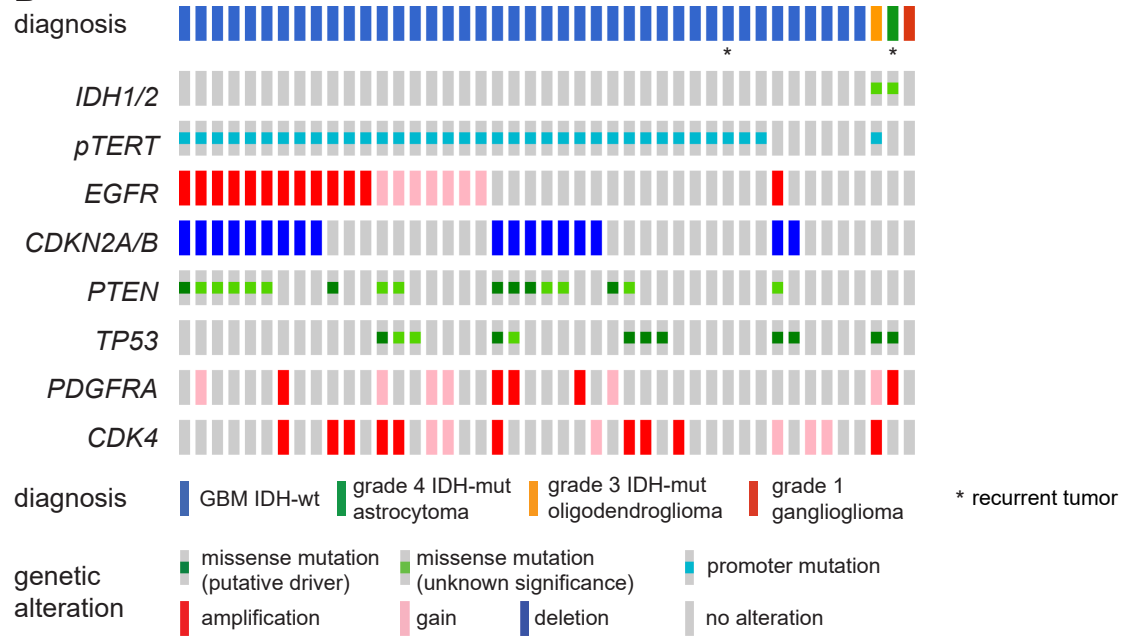 diagnosis
* *
IDH1/2
pTERT
EGFR
CDKN2A/B
PTEN
TP53
PDGFRA
CDK4
diagnosis
GBM IDH-wt
grade 4 IDH-mut
astrocytoma
grade 3 IDH-mut
oligodendroglioma
grade 1
ganglioglioma
* recurrent tumor
genetic
alteration
missense mutation
(putative driver)
missense mutation
(unknown significance)
promoter mutation
amplification
gain
deletion
no alteration